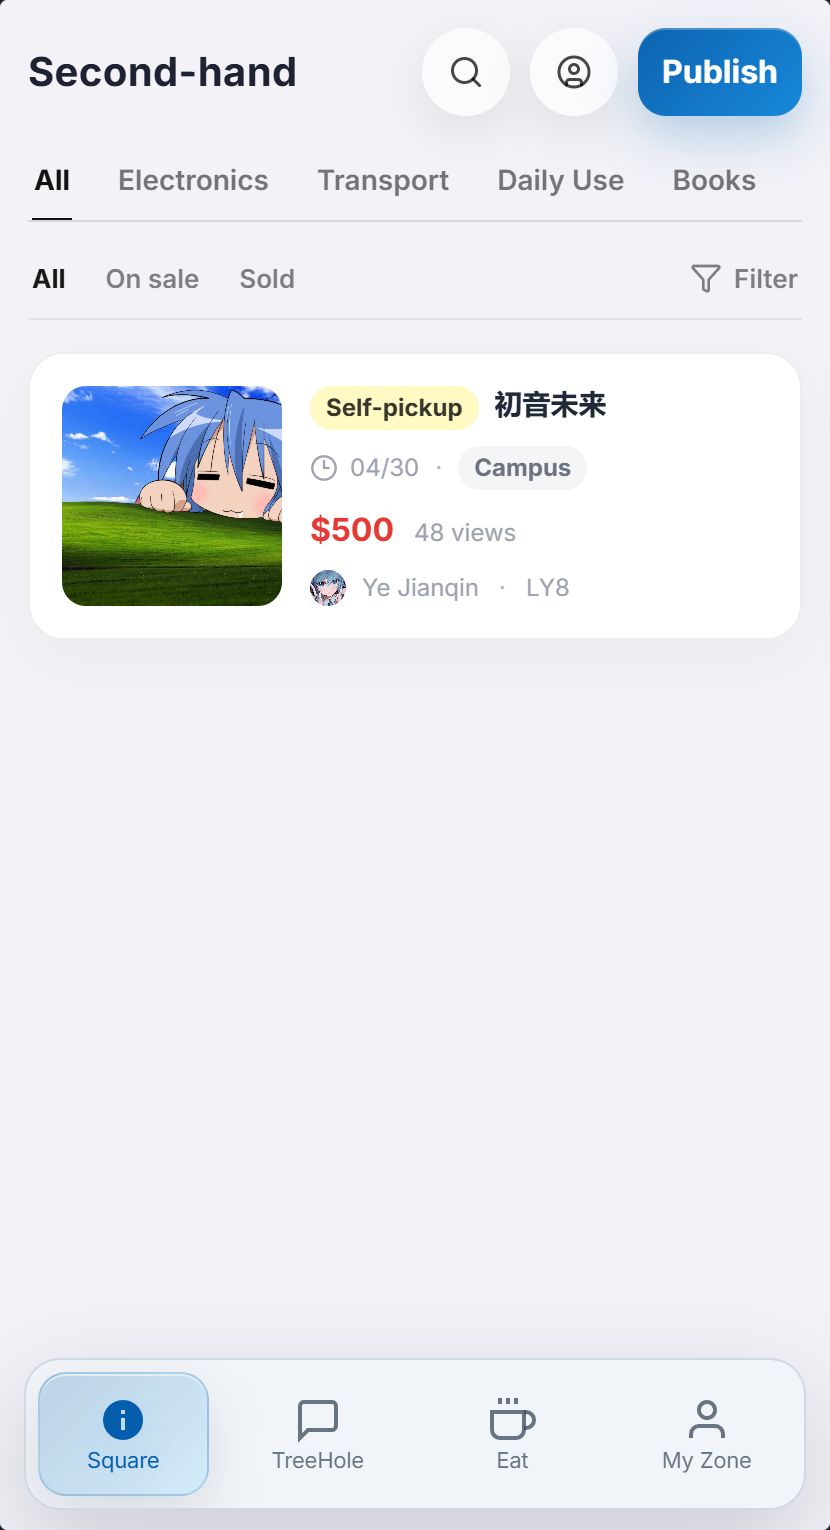 Second-hand
Publish
All Electronics Transport Daily Use Books
All On sale Sold Filter
Self-pickup 初音未来
04/30 · Campus
$500 48 views
Ye Jianqin · LY8
Square TreeHole Eat My Zone